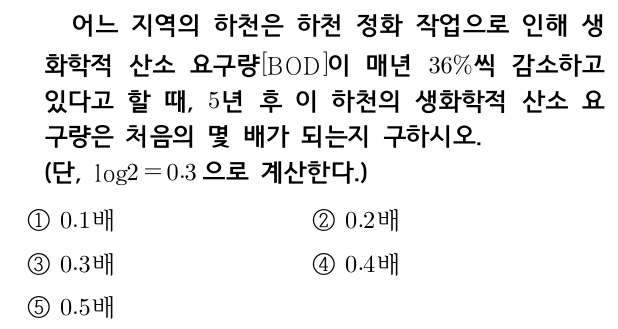 어느 지역의 하천은 하천 정화 작업으로 인해 생
화학적 산소 요구량[BOD]이 매년 36%씩 감소하고
있다고 할 때, 5년 후 이 하천의 생화학적 산소 요
구량은 처음의 몇 배가 되는지 구하시오.
(단, log2=0.3으로 계산한다.)
① 0.1배 ② 0.2배
③ 0.3배 ④ 0.4배
⑤ 0.5배